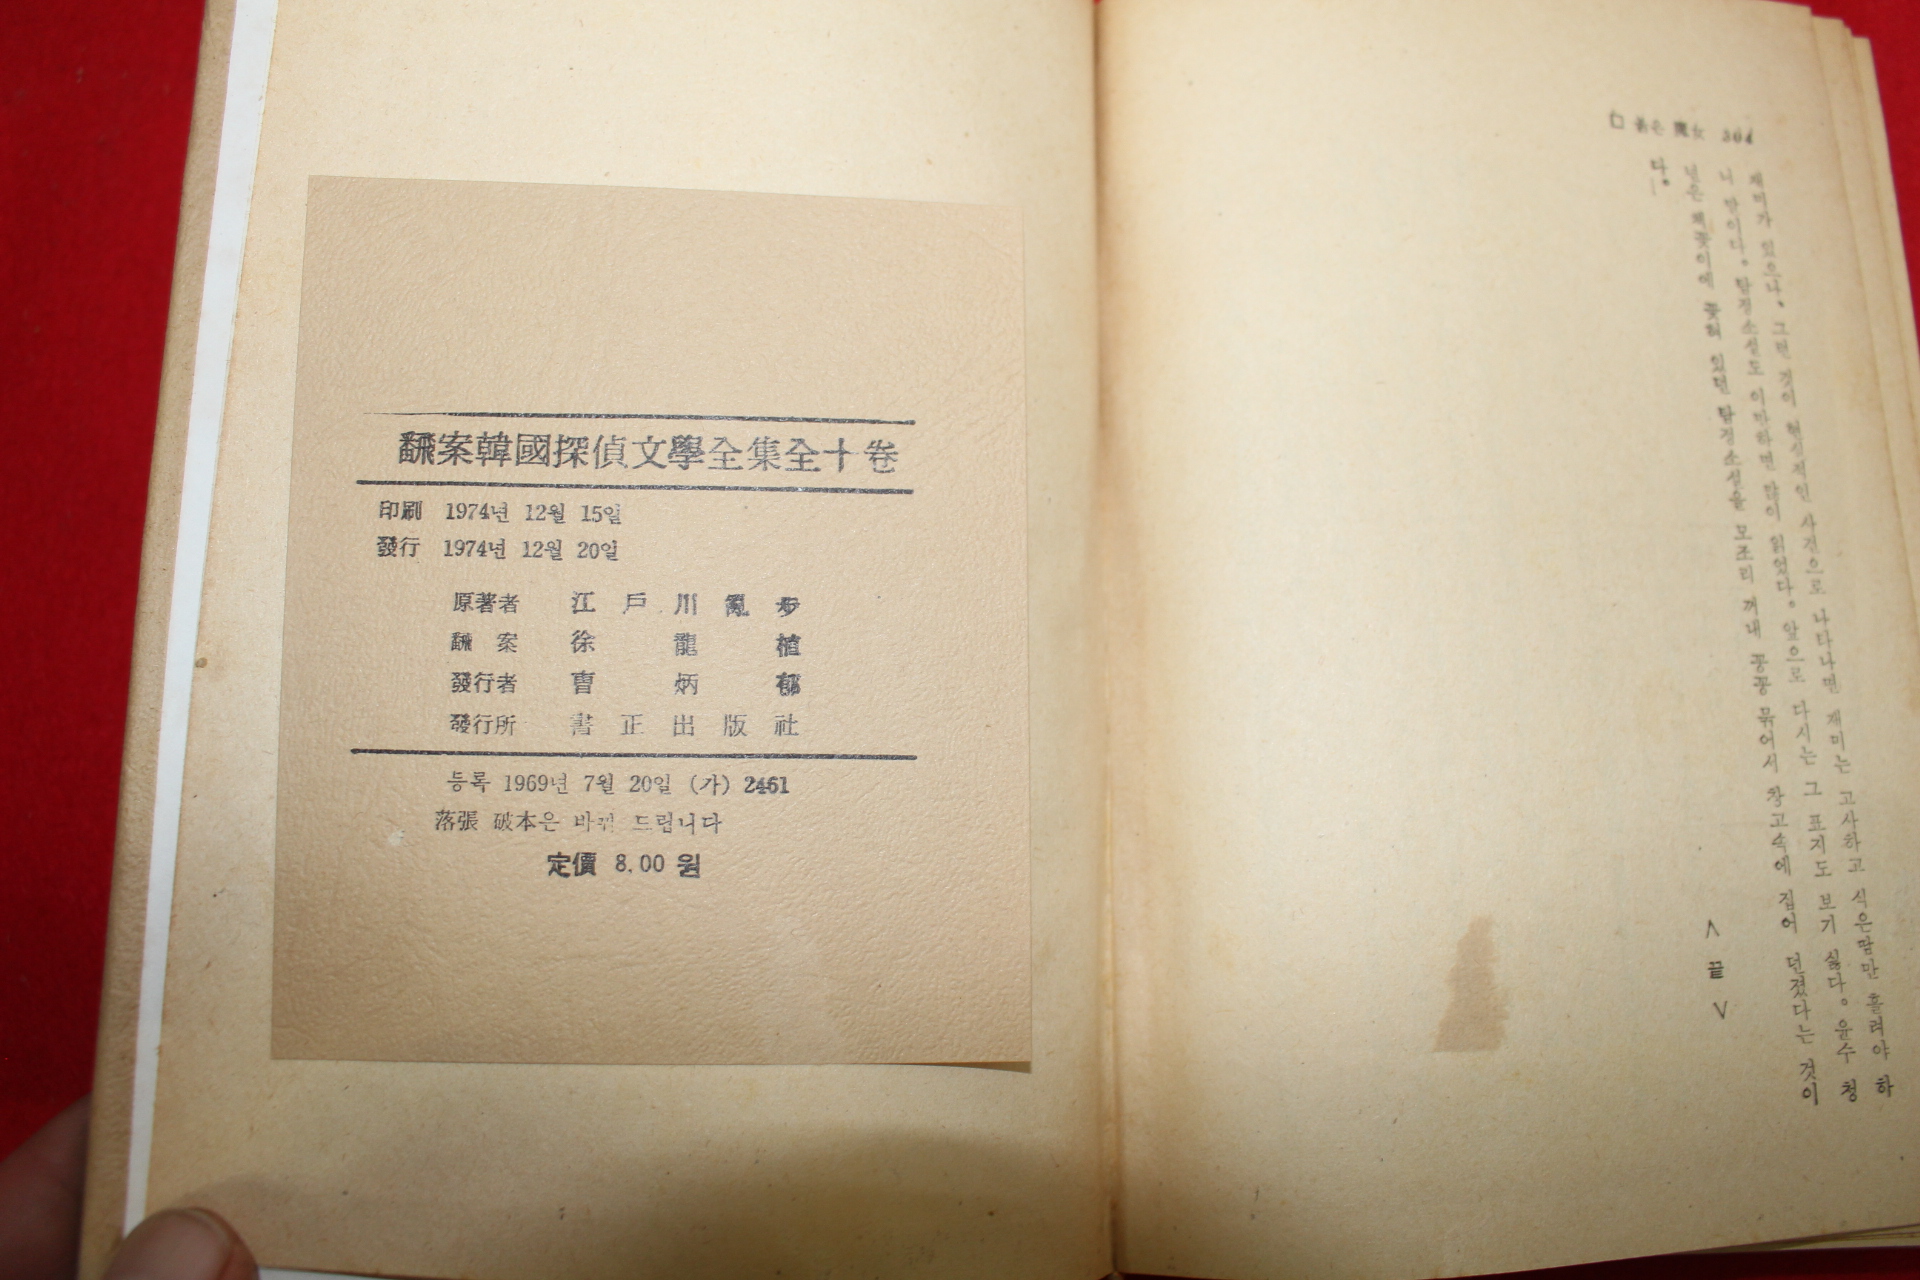 飜案韓國探偵文學全集全十卷
印刷 1974년 12월 15일
發行 1974년 12월 20일
原著者 江戶川亂步
飜案 徐龍植
發行者 曺炳郁
發行所 書正出版社
등록 1969년 7월 20일 (가) 2461
落張 破本은 바꿔 드립니다
定價 8.00 원
□ 붉은 魔女 304
재미가 있으나, 그런 것이 현실적인 사건으로 나타나면 재미는 고사하고 식은땀만 흘려야 하
니 말이다. 탐정소설도 이만하면 많이 읽었다. 앞으로 다시는 그 표지도 보기 싫다. 윤수 청
년은 책꽂이에 꽂혀 있던 탐정소설을 모조리 꺼내 꽁꽁 묶어서 창고속에 집어 던졌다는 것이
다.
<끝>